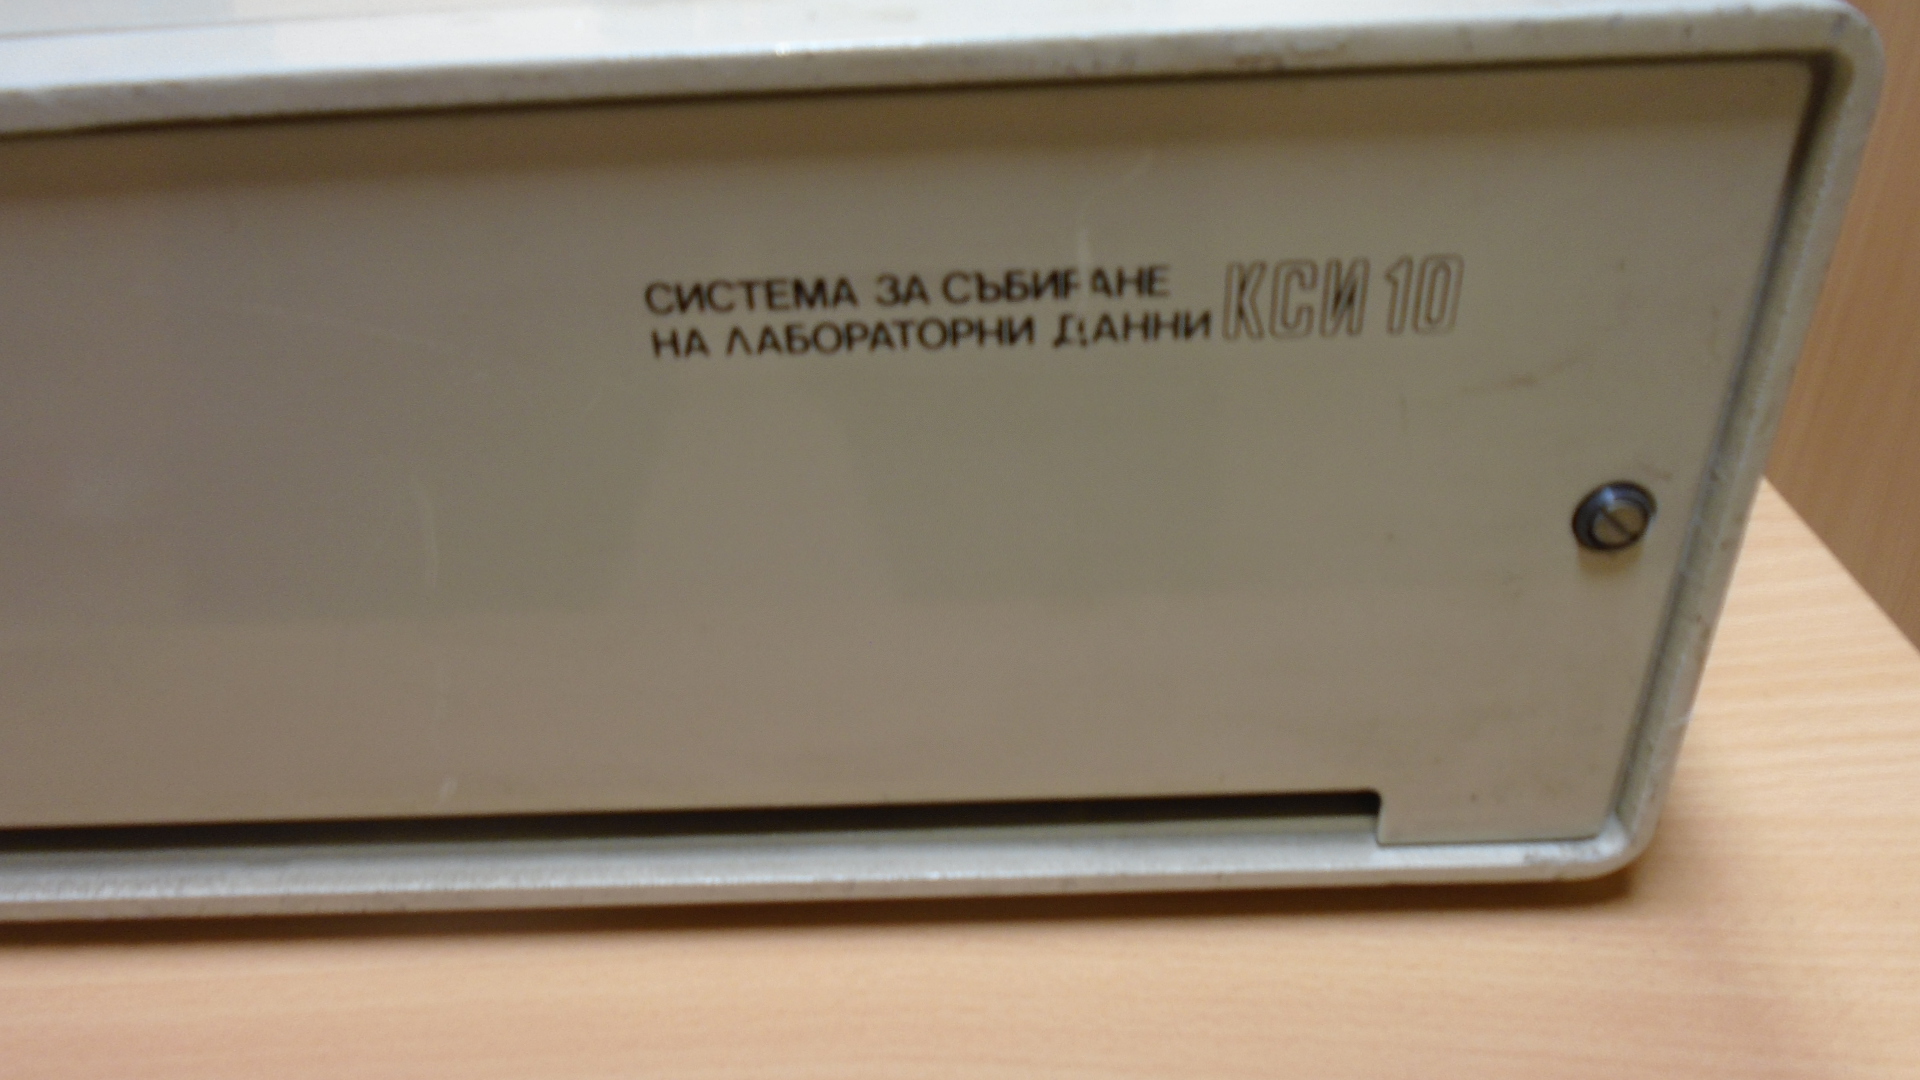 СИСТЕМА ЗА СЪБИРАНЕ
НА ЛАБОРАТОРНИ ДАННИ КСИ 10